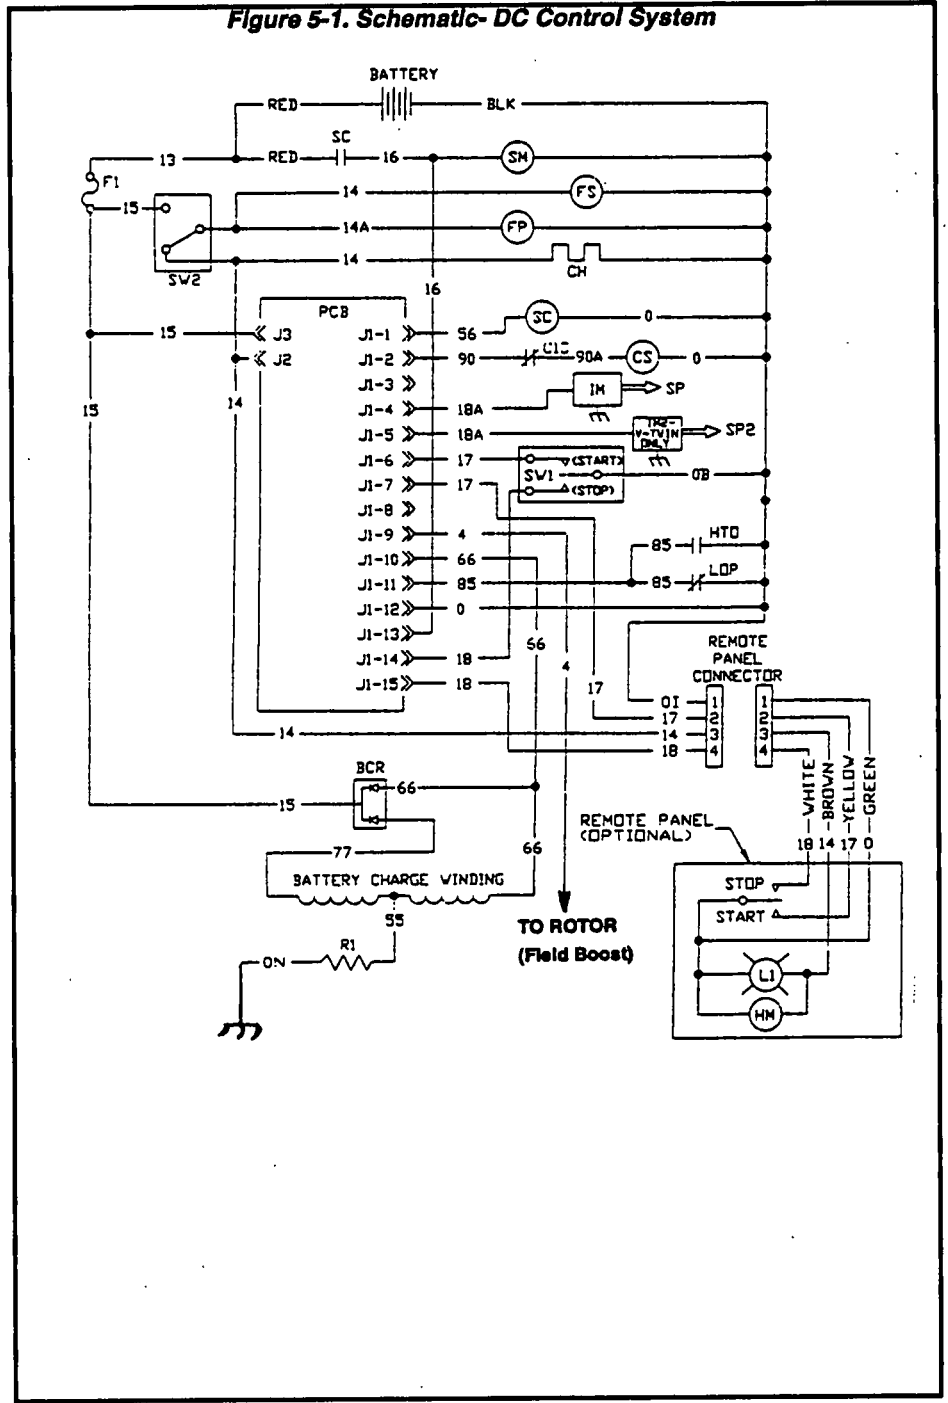 Figure 5-1. Schematic- DC Control System
BATTERY
RED
BLK
SC
13
RED
16
SM
F1
14
FS
15
14A
FP
14
CH
SW2
16
PCB
15
J3
J1-1
56
SC
0
J2
J1-2
90
90A
CS
0
J1-3
IM
SP
14
J1-4
18A
15
J1-5
18A
ONLY
SP2
J1-6
17
(START)
SW1
0B
J1-7
17
(STOP)
J1-8
HTO
J1-9
4
85
J1-10
66
LOP
J1-11
85
85
J1-12
0
J1-13
66
REMOTE
PANEL
CONNECTOR
J1-14
18
4
J1-15
18
17
0I
1
1
17
2
2
14
14
3
3
18
4
4
BCR
66
15
WHITE
BROWN
YELLOW
GREEN
REMOTE PANEL
(OPTIONAL)
77
66
18
14
17
0
BATTERY CHARGE WINDING
STOP
55
START
TO ROTOR
(Field Boost)
R1
ON
L1
HM